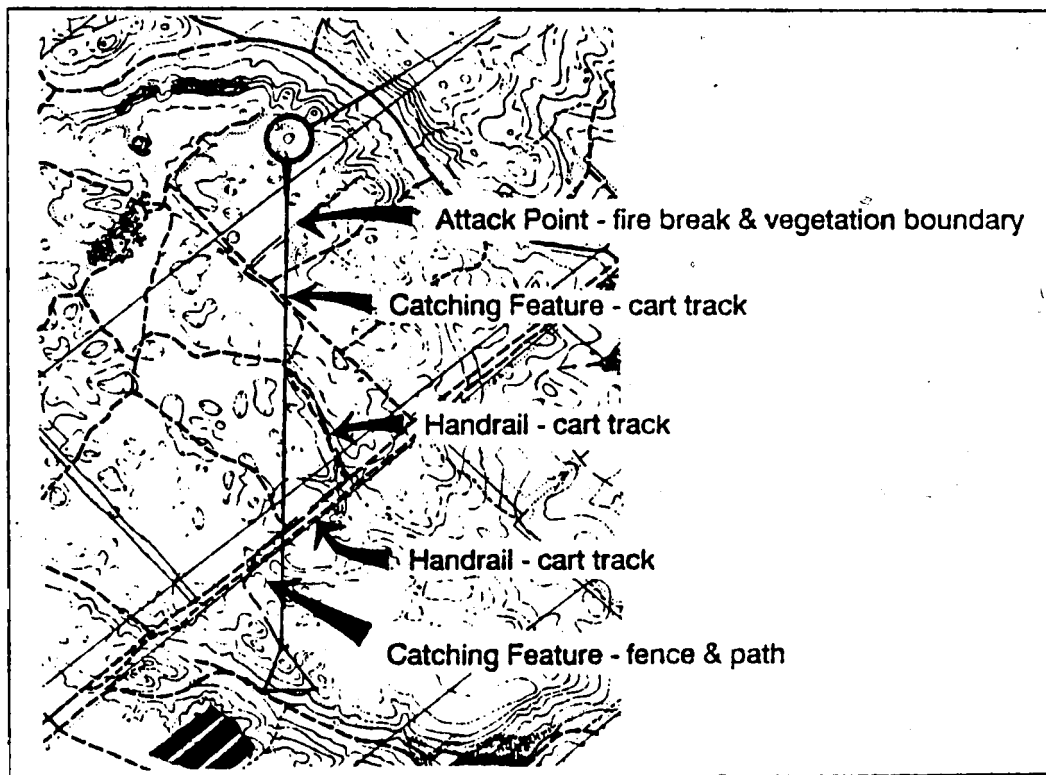 Attack Point - fire break & vegetation boundary
Catching Feature - cart track
Handrail - cart track
Handrail - cart track
Catching Feature - fence & path